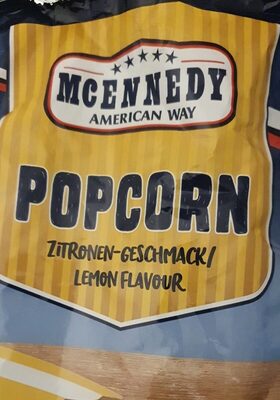 McENNEDY
AMERICAN WAY
POPCORN
ZITRONEN-GESCHMACK/
LEMON FLAVOUR